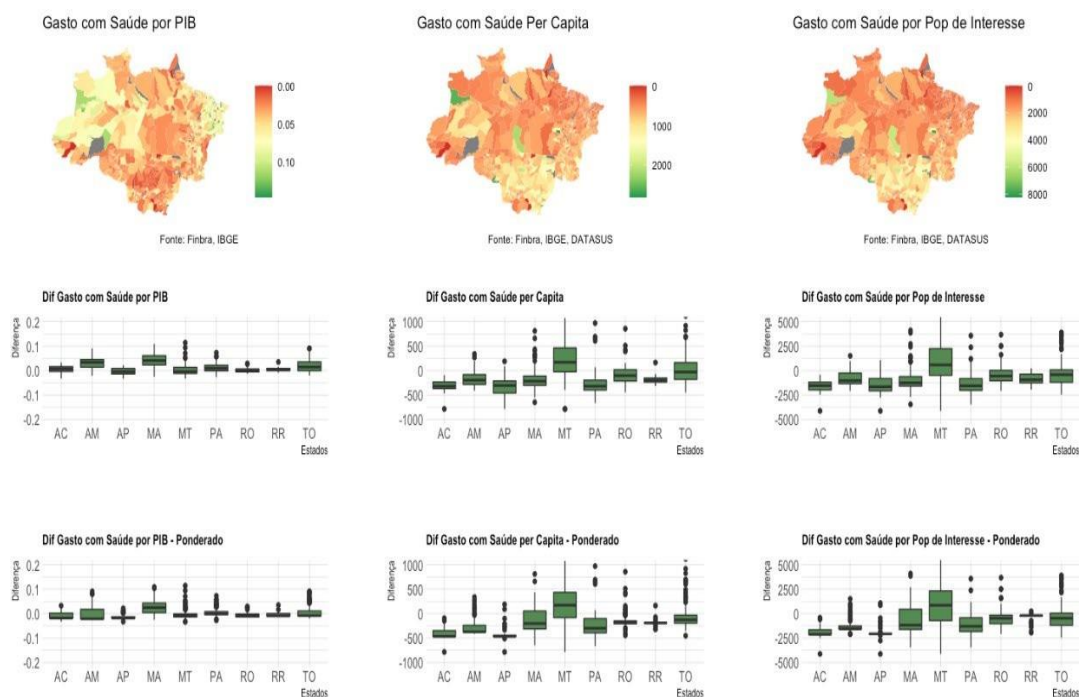 Gasto com Saúde por PIB
0.00
0.05
0.10
Fonte: Finbra, IBGE
Gasto com Saúde Per Capita
0
1000
2000
Fonte: Finbra, IBGE, DATASUS
Gasto com Saúde por Pop de Interesse
0
2000
4000
6000
8000
Fonte: Finbra, IBGE, DATASUS
Dif Gasto com Saúde por PIB
Diferença
0.2
0.1
0.0
-0.1
-0.2
AC AM AP MA MT PA RO RR TO
Estados
Dif Gasto com Saúde per Capita
Diferença
1000
500
0
-500
-1000
AC AM AP MA MT PA RO RR TO
Estados
Dif Gasto com Saúde por Pop de Interesse
Diferença
5000
2500
0
-2500
-5000
AC AM AP MA MT PA RO RR TO
Estados
Dif Gasto com Saúde por PIB - Ponderado
Diferença
0.2
0.1
0.0
-0.1
-0.2
AC AM AP MA MT PA RO RR TO
Estados
Dif Gasto com Saúde per Capita - Ponderado
Diferença
1000
500
0
-500
-1000
AC AM AP MA MT PA RO RR TO
Estados
Dif Gasto com Saúde por Pop de Interesse - Ponderado
Diferença
5000
2500
0
-2500
-5000
AC AM AP MA MT PA RO RR TO
Estados